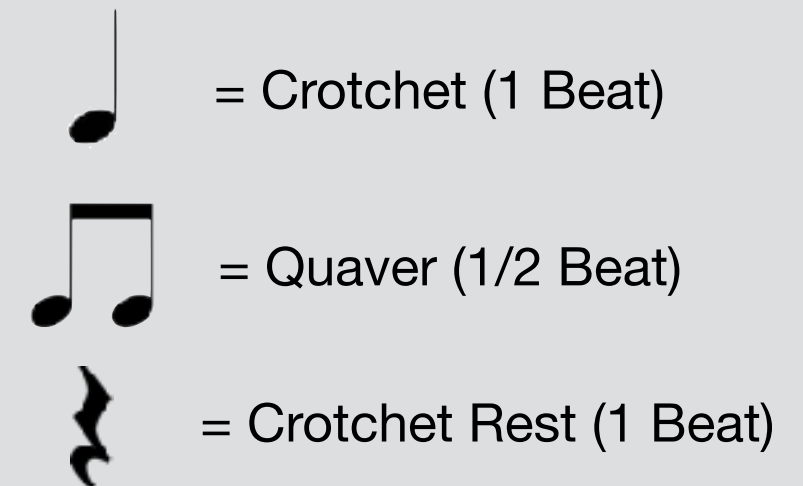 = Crotchet (1 Beat)
= Quaver (1/2 Beat)
= Crotchet Rest (1 Beat)